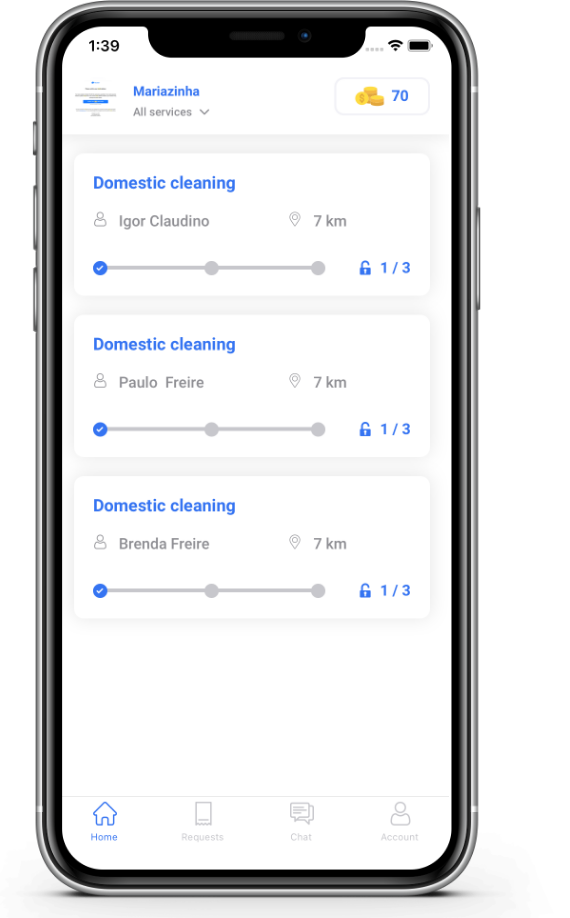 1:39
Mariazinha
70
All services
Domestic cleaning
Igor Claudino 7 km
1 / 3
Domestic cleaning
Paulo Freire 7 km
1 / 3
Domestic cleaning
Brenda Freire 7 km
1 / 3
Home Requests Chat Account